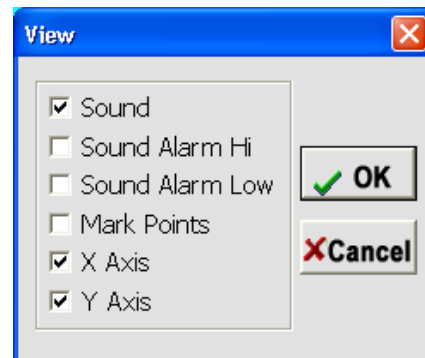 View
Sound
Sound Alarm Hi
Sound Alarm Low
Mark Points
X Axis
Y Axis
OK
Cancel